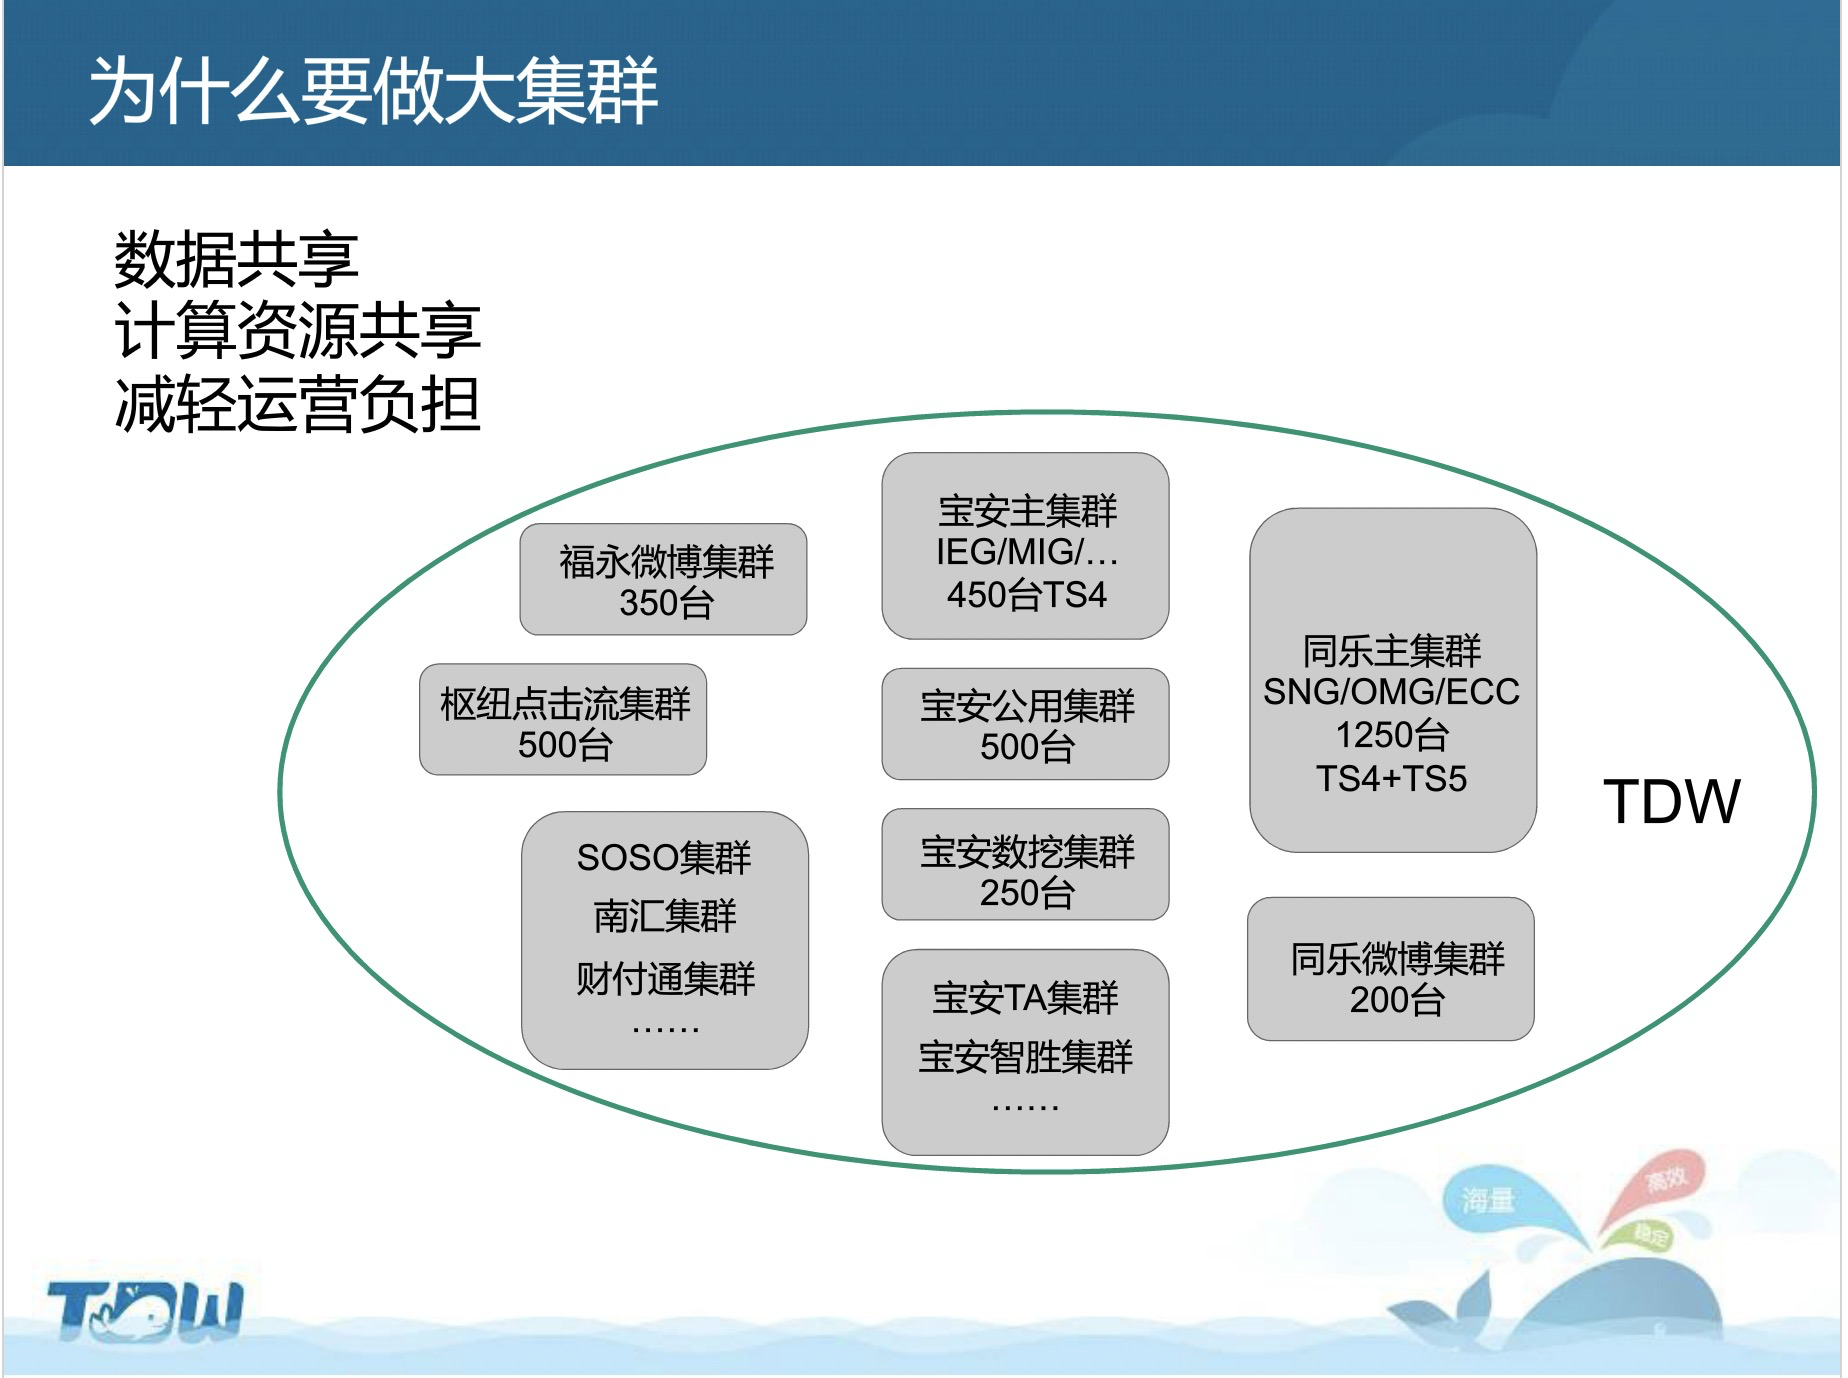 为什么要做大集群
数据共享
计算资源共享
减轻运营负担
福永微博集群
350台
枢纽点击流集群
500台
SOSO集群
南汇集群
财付通集群
……
宝安主集群
IEG/MIG/…
450台TS4
宝安公用集群
500台
宝安数挖集群
250台
宝安TA集群
宝安智胜集群
……
同乐主集群
SNG/OMG/ECC
1250台
TS4+TS5
同乐微博集群
200台
TDW
海量
高效
稳定
TDW